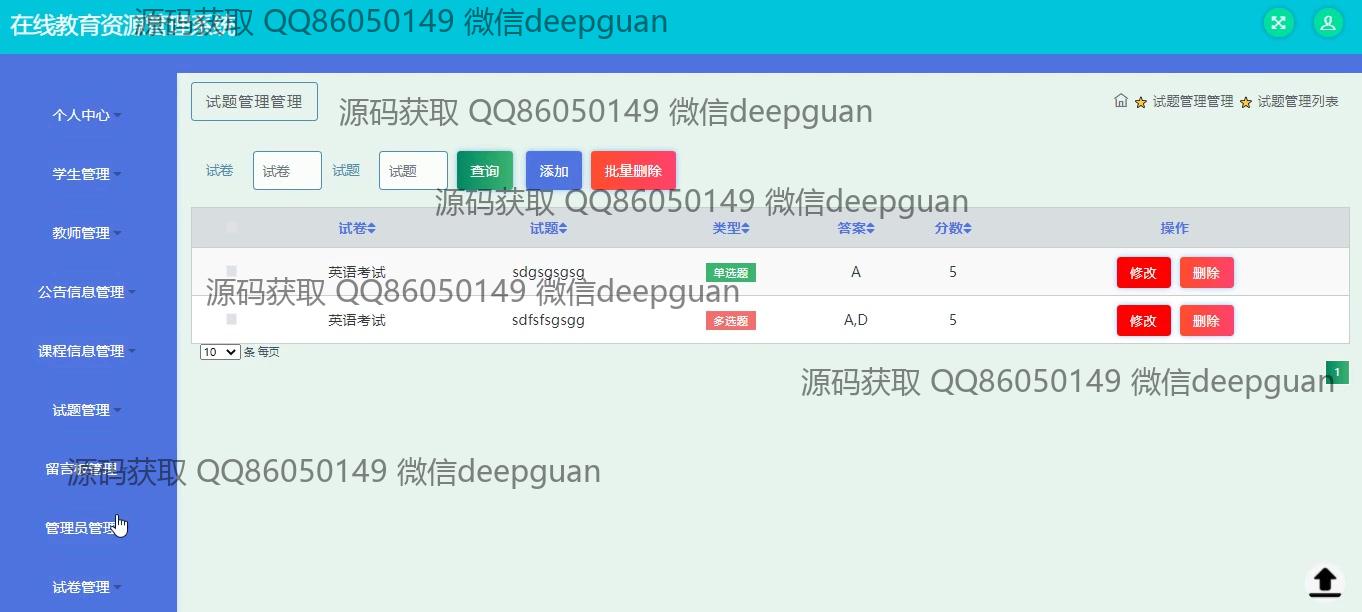 在线教育资源管理系统
源码获取 QQ86050149 微信deepguan
个人中心
学生管理
教师管理
公告信息管理
课程信息管理
试题管理
管理员管理
试卷管理
试题管理管理
源码获取 QQ86050149 微信deepguan
试题管理管理 试题管理列表
试卷 试卷 试题 试题 查询 添加 批量删除
源码获取 QQ86050149 微信deepguan
试卷 试题 类型 答案 分数 操作
英语考试 sdgsgsgsg 单选题 A 5 修改 删除
源码获取 QQ86050149 微信deepguan
英语考试 sdfsfsgsgg 多选题 A,D 5 修改 删除
10 条 每页
1
源码获取 QQ86050149 微信deepguan
源码获取 QQ86050149 微信deepguan